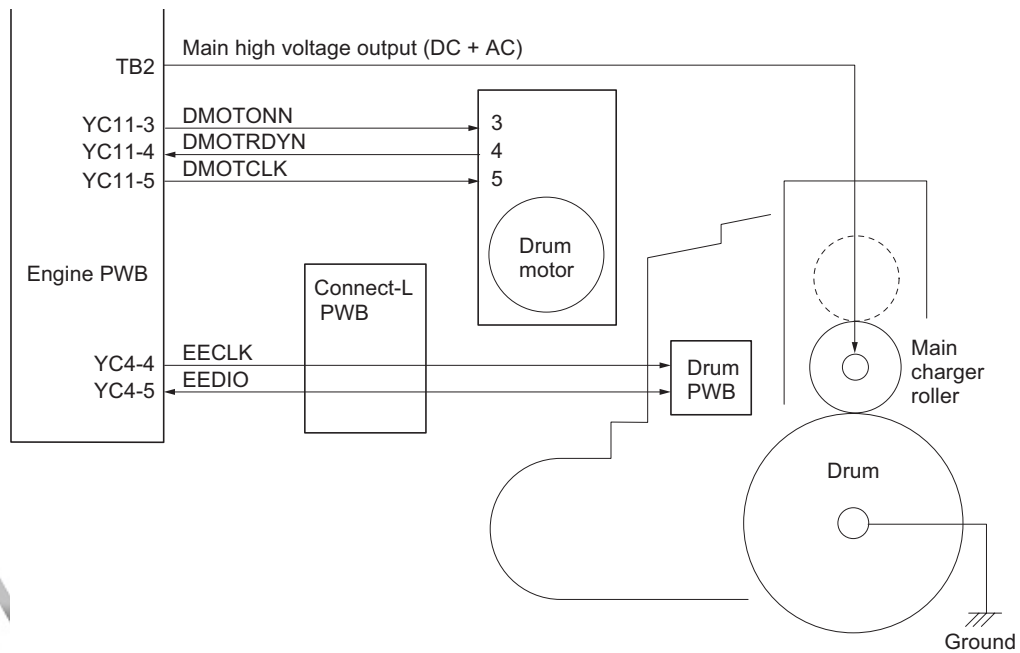 Main high voltage output (DC + AC)
TB2
YC11-3 DMOTONN 3
YC11-4 DMOTRDYN 4
YC11-5 DMOTCLK 5
Drum
motor
Engine PWB
Connect-L
PWB
YC4-4 EECLK
YC4-5 EEDIO
Drum
PWB
Main
charger
roller
Drum
Ground